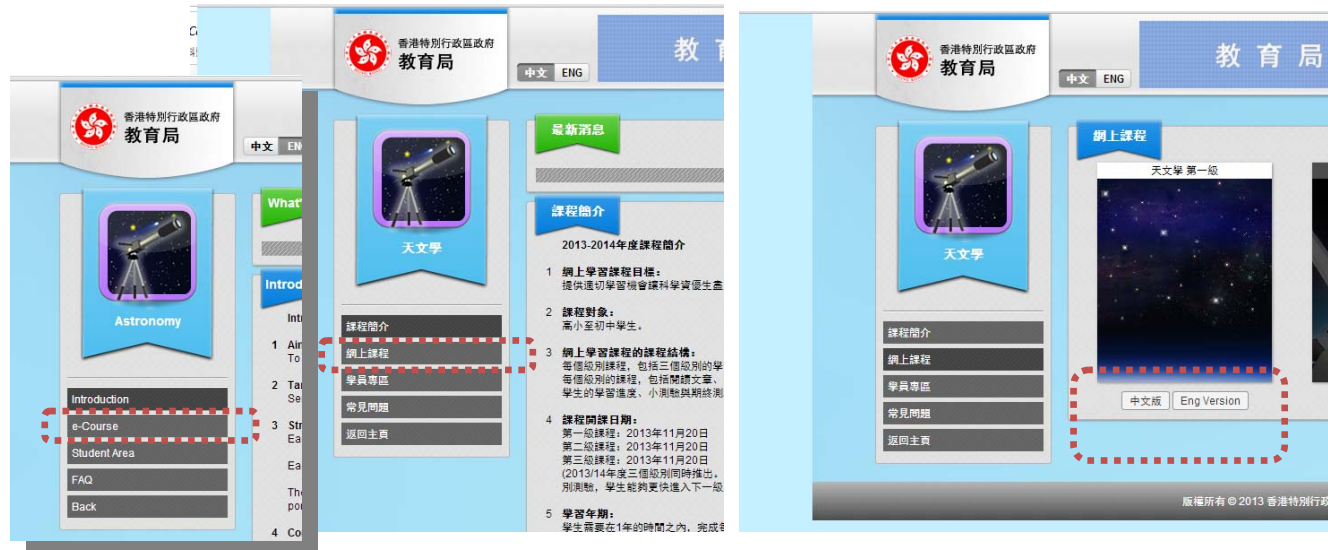 香港特別行政區政府
教育局
中文
Astronomy
Introduction
e-Course
Student Area
FAQ
Back
1
To
2
3
Ea
4
香港特別行政區政府
教育局
中文 ENG
教
天文學
課程簡介
網上課程
學員專區
常見問題
返回主頁
最新消息
課程簡介
2013-2014年度課程簡介
1 網上學習課程目標：
提供適切學習機會讓科學資優生盡
2 課程對象：
高小至初中學生。
3 網上學習課程的課程結構：
每個級別課程，包括三個級別的學
每個級別的課程，包括閱讀文章、
學生的學習進度、小測驗與期終測
4 課程開課日期：
第一級課程：2013年11月20日
第二級課程：2013年11月20日
第三級課程：2013年11月20日
(2013/14年度三個級別同時推出。
別測驗，學生能夠更快進入下一級
5 學習年期：
學生需要在1年的時間之內，完成
香港特別行政區政府
教育局
中文 ENG
教育局
天文學
課程簡介
網上課程
學員專區
常見問題
返回主頁
網上課程
天文學 第一級
中文版 Eng Version
版權所有 © 2013 香港特別行政